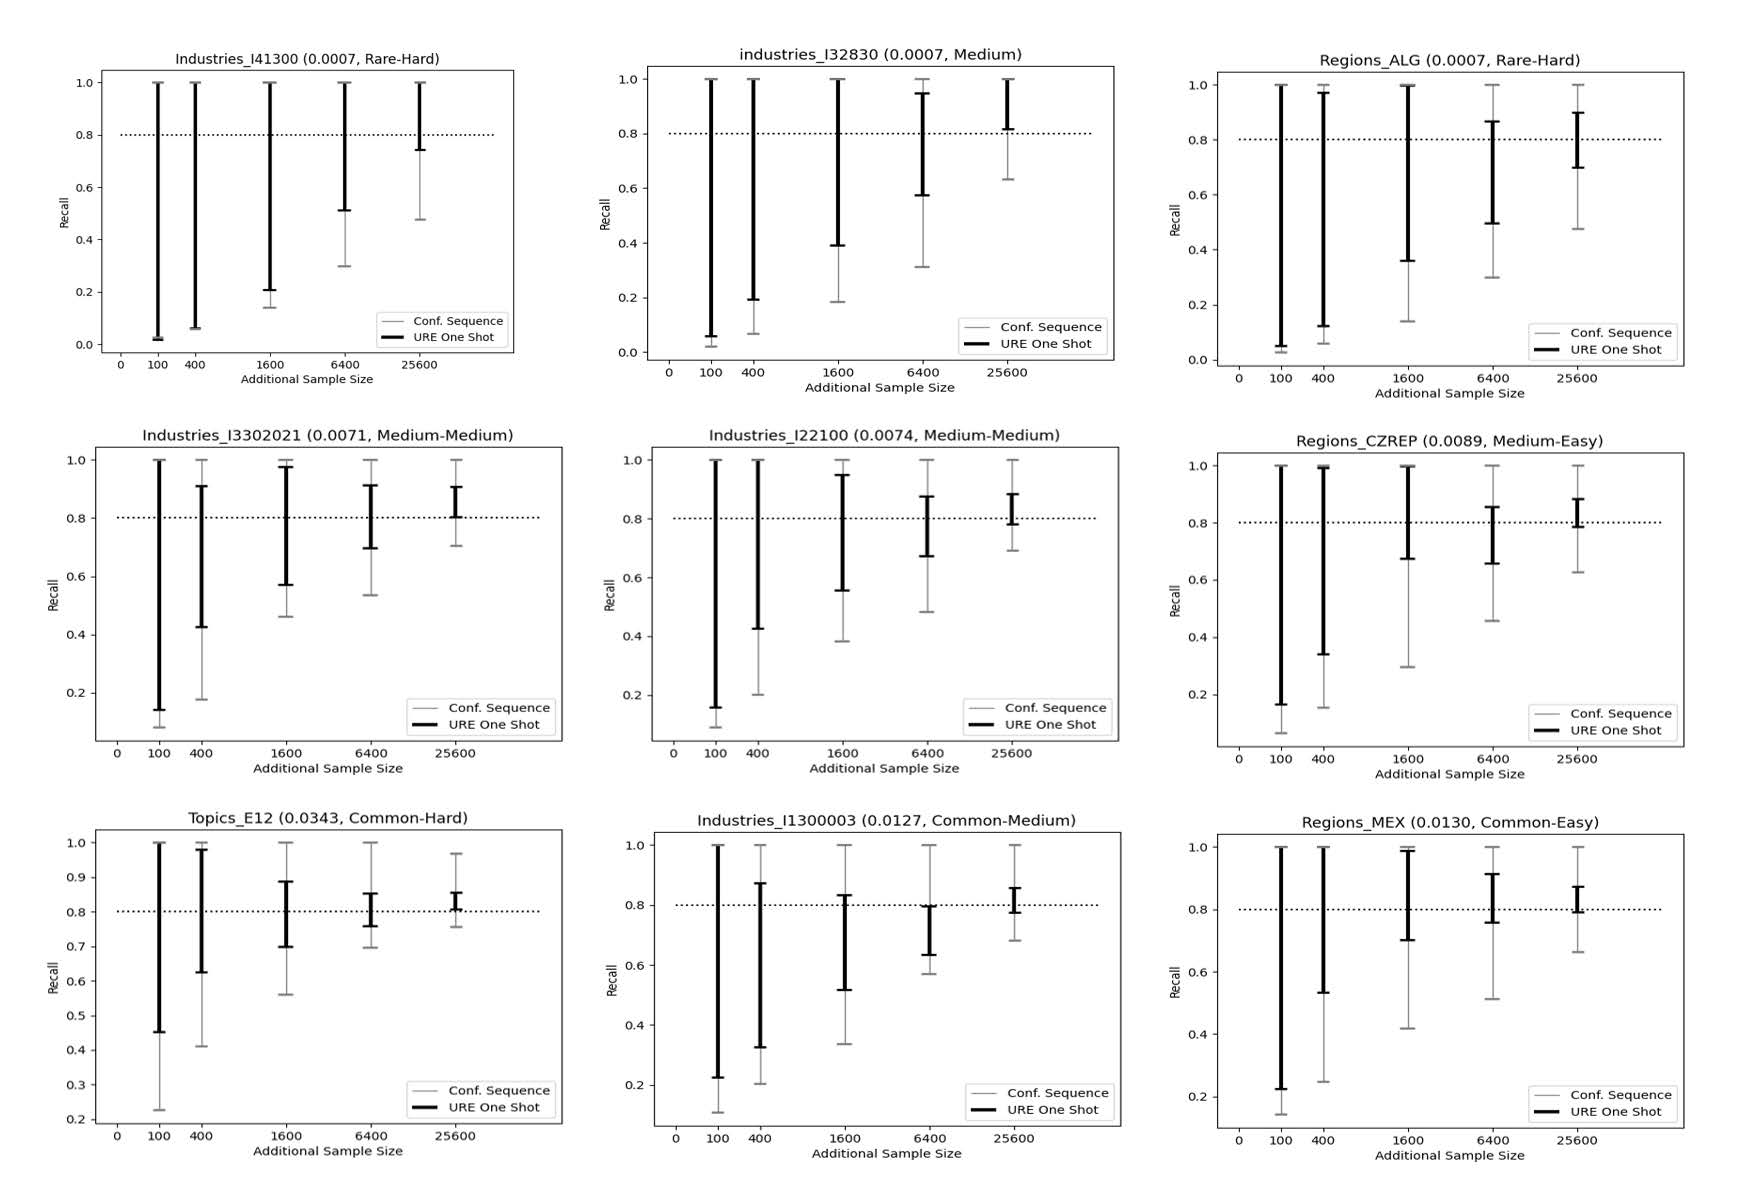 Industries_I41300 (0.0007, Rare-Hard)
1.0
0.8
0.6
0.4
0.2
0.0
Recall
Conf. Sequence
URE One Shot
0 100 400 1600 6400 25600
Additional Sample Size
industries_I32830 (0.0007, Medium)
1.0
0.8
0.6
0.4
0.2
0.0
Recall
Conf. Sequence
URE One Shot
0 100 400 1600 6400 25600
Additional Sample Size
Regions_ALG (0.0007, Rare-Hard)
1.0
0.8
0.6
0.4
0.2
0.0
Recall
Conf. Sequence
URE One Shot
0 100 400 1600 6400 25600
Additional Sample Size
Industries_I3302021 (0.0071, Medium-Medium)
1.0
0.8
0.6
0.4
0.2
Recall
Conf. Sequence
URE One Shot
0 100 400 1600 6400 25600
Additional Sample Size
Industries_I22100 (0.0074, Medium-Medium)
1.0
0.8
0.6
0.4
0.2
Recall
Conf. Sequence
URE One Shot
0 100 400 1600 6400 25600
Additional Sample Size
Regions_CZREP (0.0089, Medium-Easy)
1.0
0.8
0.6
0.4
0.2
Recall
Conf. Sequence
URE One Shot
0 100 400 1600 6400 25600
Additional Sample Size
Topics_E12 (0.0343, Common-Hard)
1.0
0.9
0.8
0.7
0.6
0.5
0.4
0.3
0.2
Recall
Conf. Sequence
URE One Shot
0 100 400 1600 6400 25600
Additional Sample Size
Industries_I1300003 (0.0127, Common-Medium)
1.0
0.8
0.6
0.4
0.2
Recall
Conf. Sequence
URE One Shot
0 100 400 1600 6400 25600
Additional Sample Size
Regions_MEX (0.0130, Common-Easy)
1.0
0.8
0.6
0.4
0.2
Recall
Conf. Sequence
URE One Shot
0 100 400 1600 6400 25600
Additional Sample Size